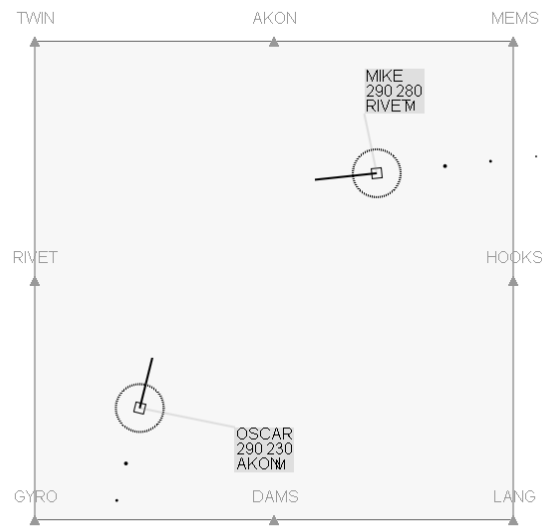 TWIN AKON MEMS
MIKE
290 280
RIVET M
RIVET HOOKS
OSCAR
290 230
AKON M
GYRO DAMS LANG